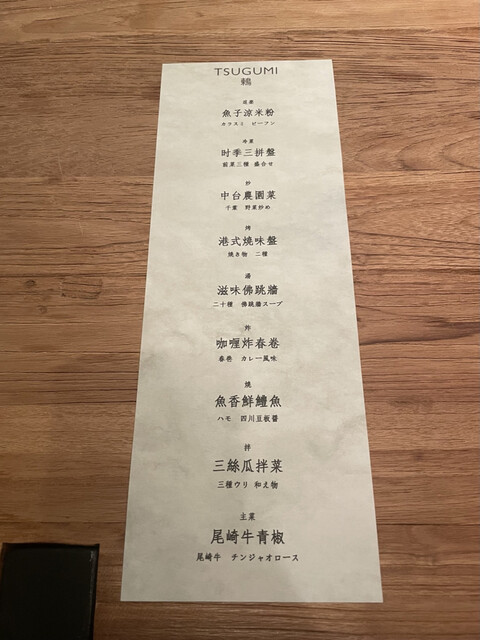 TSUGUMI
鶫
魚子涼米粉
カラスミ ビーフン
冷菜
时季三拼盤
前菜三種 盛合せ
炒
中台農園菜
千葉 野菜炒め
烤
港式燒味盤
焼き物 二種
湯
滋味佛跳牆
二十種 佛跳牆スープ
炸
咖喱炸春卷
春巻 カレー風味
燒
魚香鮮鱧魚
ハモ 四川豆板醤
拌
三絲瓜拌菜
三種ウリ 和え物
主菜
尾崎牛青椒
尾崎牛 チンジャオロース